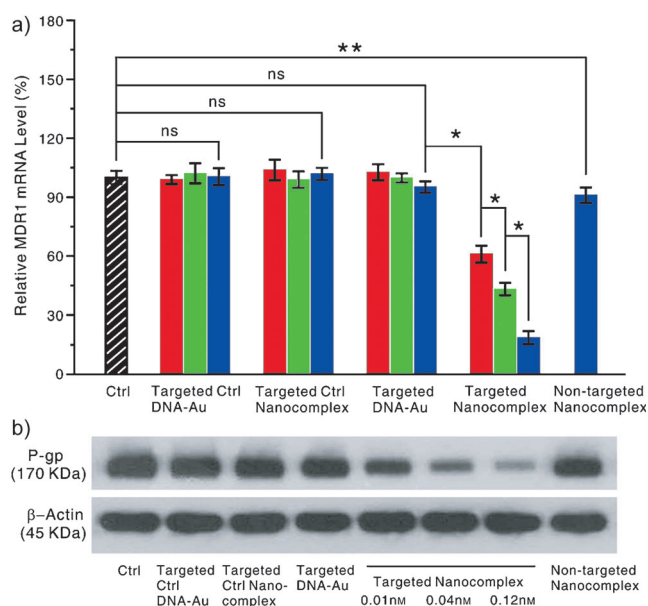 a)
180
**
150
ns
ns
120
*
ns
90
*
*
60
30
0
Relative MDR1 mRNA Level (%)
Ctrl
Targeted Ctrl
DNA-Au
Targeted Ctrl
Nanocomplex
Targeted
DNA-Au
Targeted
Nanocomplex
Non-targeted
Nanocomplex
b)
P-gp
(170 KDa)
β–Actin
(45 KDa)
Ctrl
Targeted
Ctrl
DNA-Au
Targeted
Ctrl Nano-
complex
Targeted
DNA-Au
Targeted Nanocomplex
0.01nM 0.04nM 0.12nM
Non-targeted
Nanocomplex